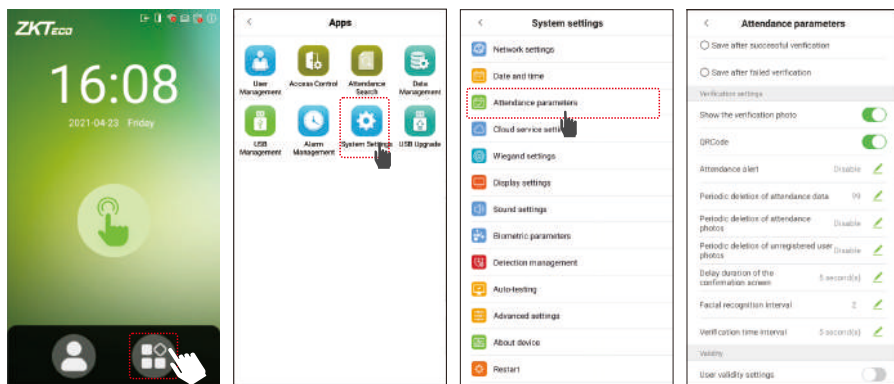 ZKTeco
16:08
2021-04-23 Friday
Apps
User
Management
Access Control
Attendance
Search
Data
Management
USB
Management
Alarm
Management
System Settings
USB Upgrade
System settings
Network settings
Date and time
Attendance parameters
Cloud service setti
Wiegand settings
Display settings
Sound settings
Biometric parameters
Detection management
Auto-testing
Advanced settings
About device
Restart
Attendance parameters
Save after successful verification
Save after failed verification
Verification settings
Show the verification photo
QRCode
Attendance alert Disable
Periodic deletion of attendance data 99
Periodic deletion of attendance
photos Disable
Periodic deletion of unregistered user
photos Disable
Delay duration of the
confirmation screen 5 second(s)
Facial recognition interval 2
Verification time interval 5 second(s)
Validity
User validity settings